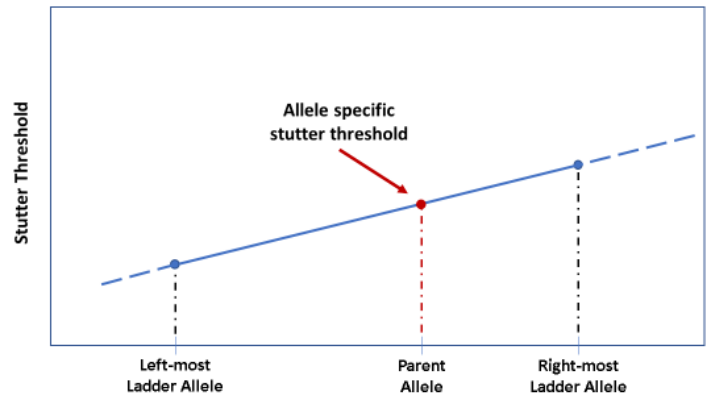 Stutter Threshold
Allele specific
stutter threshold
Left-most
Ladder Allele
Parent
Allele
Right-most
Ladder Allele